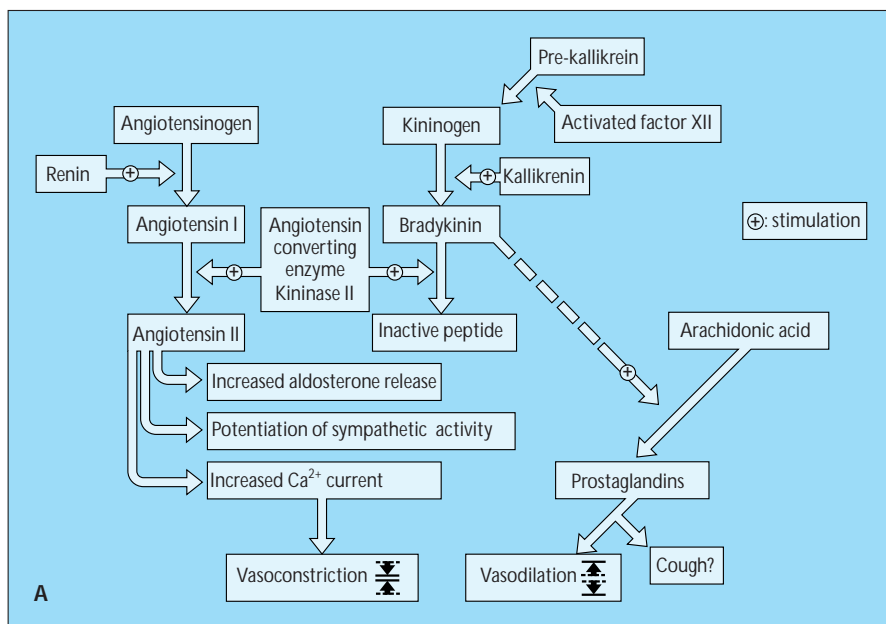 Pre-kallikrein
Angiotensinogen
Kininogen
Activated factor XII
Renin
+
+
Kallikrenin
Angiotensin I
Angiotensin
converting
enzyme
Kininase II
Bradykinin
+: stimulation
+
+
Angiotensin II
Inactive peptide
Arachidonic acid
+
Increased aldosterone release
Potentiation of sympathetic activity
Increased Ca²⁺ current
Prostaglandins
Vasoconstriction
Vasodilation
Cough?
A